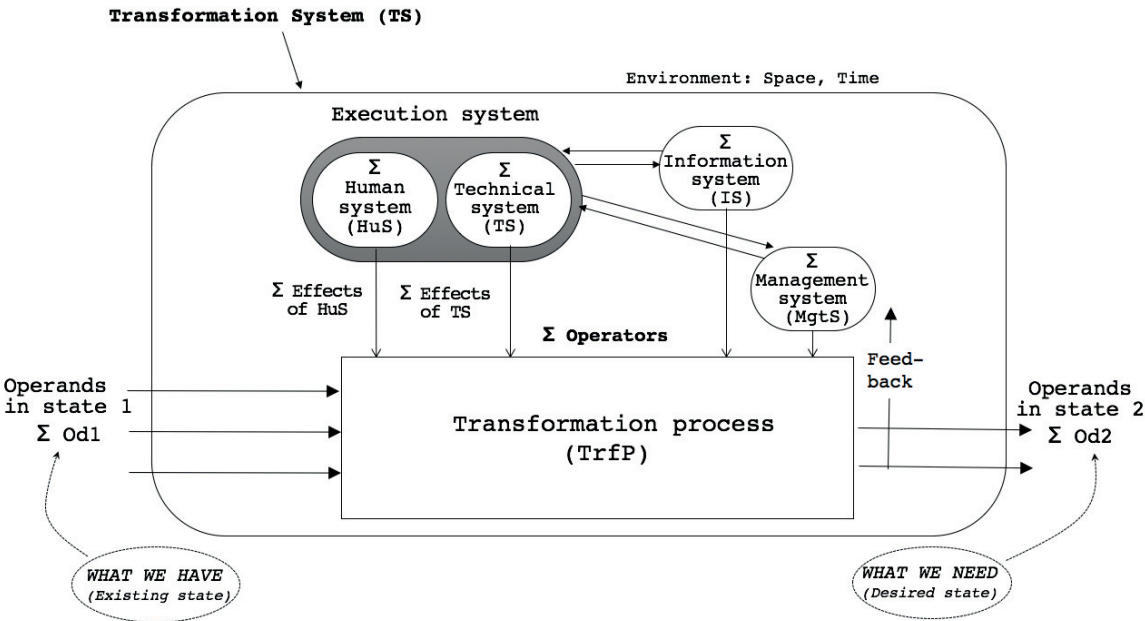 Transformation System (TS)
Environment: Space, Time
Execution system
Σ
Human
system
(HuS)
Σ
Technical
system
(TS)
Σ
Information
system
(IS)
Σ
Management
system
(MgtS)
Σ Effects
of HuS
Σ Effects
of TS
Σ Operators
Feed-
back
Operands
in state 1
Σ Od1
Transformation process
(TrfP)
Operands
in state 2
Σ Od2
WHAT WE HAVE
(Existing state)
WHAT WE NEED
(Desired state)